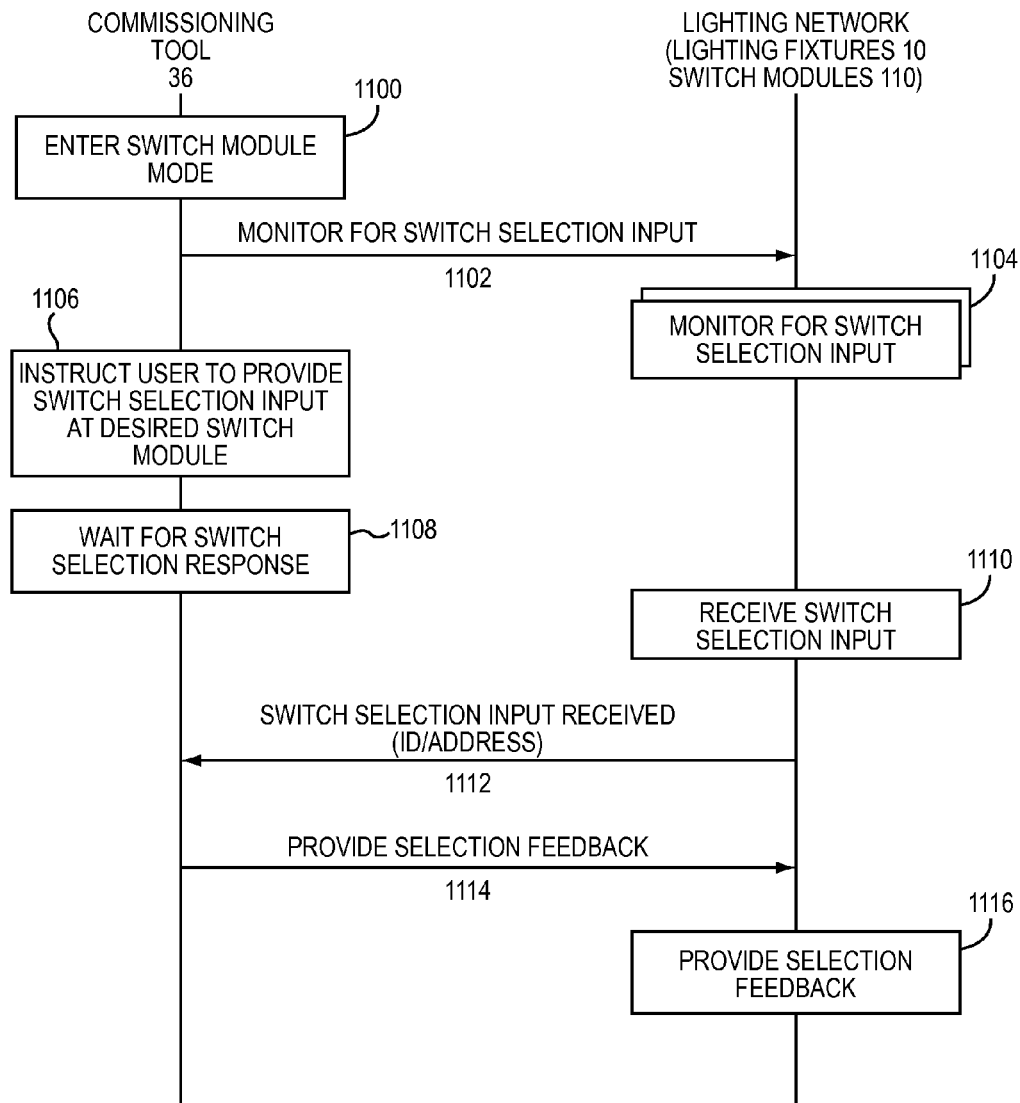 COMMISSIONING
TOOL
36
LIGHTING NETWORK
(LIGHTING FIXTURES 10
SWITCH MODULES 110)
1100
ENTER SWITCH MODULE
MODE
MONITOR FOR SWITCH SELECTION INPUT
1102
1104
MONITOR FOR SWITCH
SELECTION INPUT
1106
INSTRUCT USER TO PROVIDE
SWITCH SELECTION INPUT
AT DESIRED SWITCH
MODULE
WAIT FOR SWITCH
SELECTION RESPONSE
1108
1110
RECEIVE SWITCH
SELECTION INPUT
SWITCH SELECTION INPUT RECEIVED
(ID/ADDRESS)
1112
PROVIDE SELECTION FEEDBACK
1114
1116
PROVIDE SELECTION
FEEDBACK